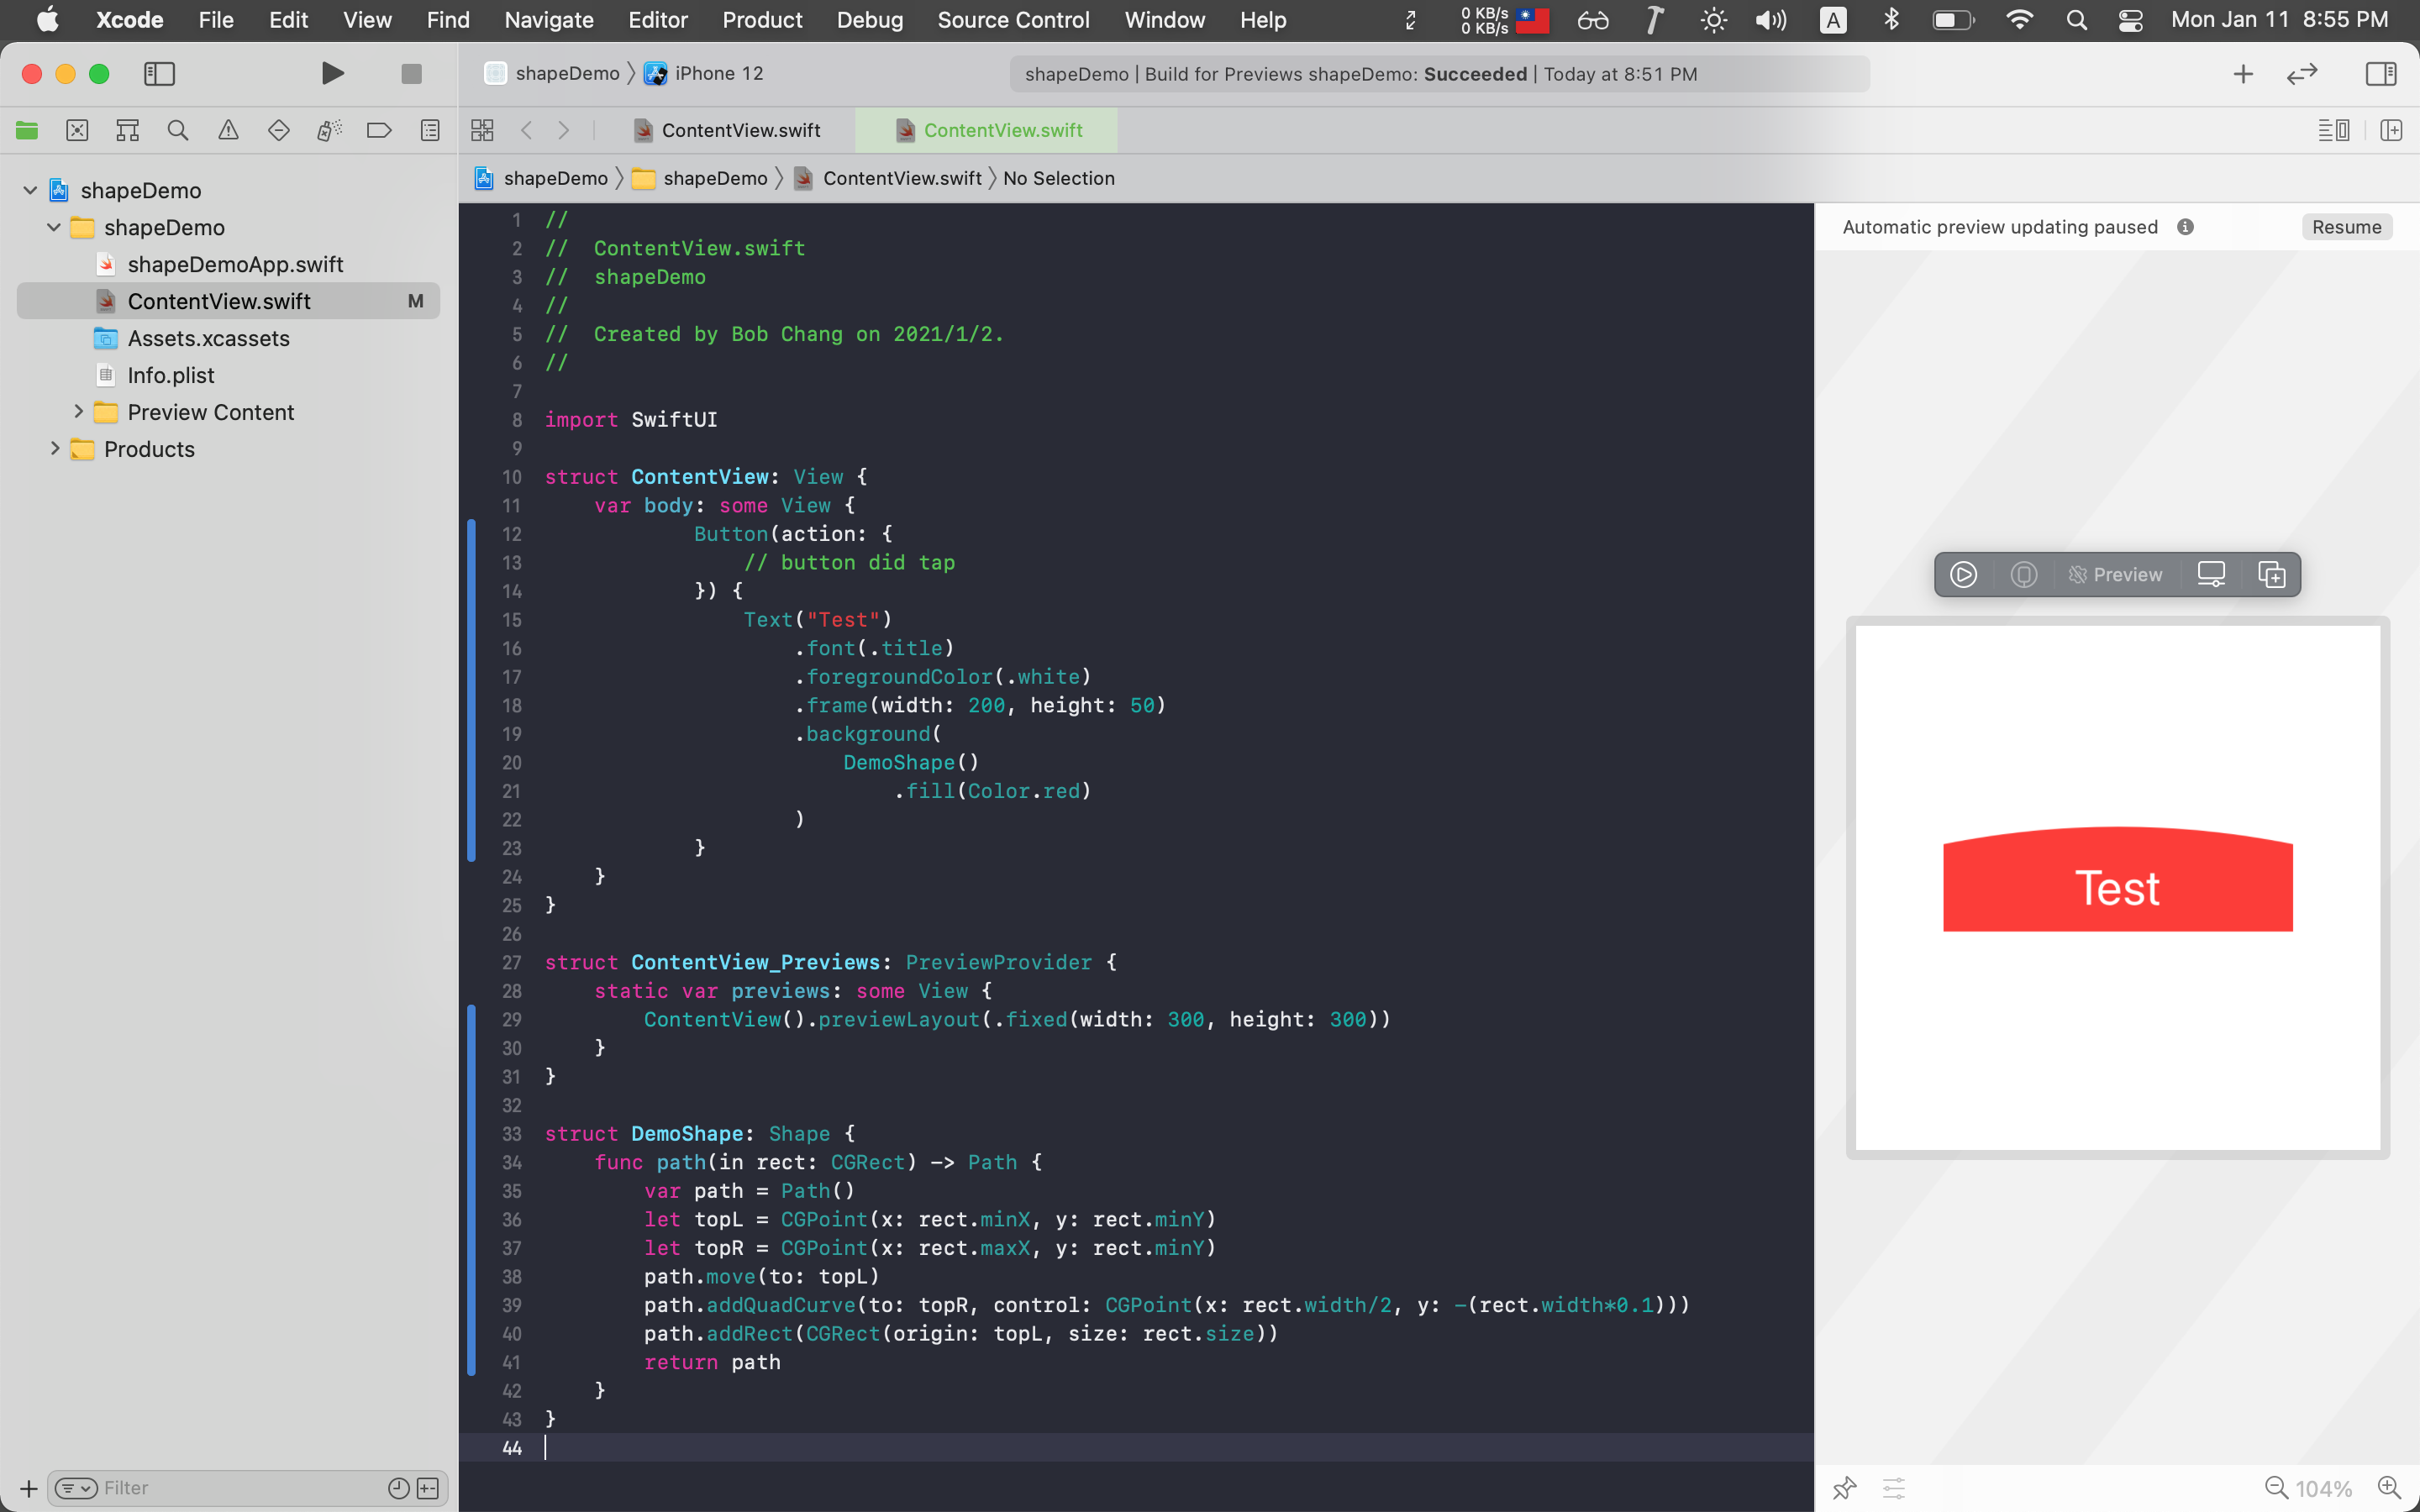 Xcode File Edit View Find Navigate Editor Product Debug Source Control Window Help 0 KB/s 0 KB/s A Mon Jan 11 8:55 PM
shapeDemo iPhone 12
shapeDemo | Build for Previews shapeDemo: Succeeded | Today at 8:51 PM
ContentView.swift ContentView.swift
shapeDemo shapeDemo ContentView.swift No Selection
shapeDemo
shapeDemo
shapeDemoApp.swift
ContentView.swift M
Assets.xcassets
Info.plist
Preview Content
Products
Filter
1 //
2 //  ContentView.swift
3 //  shapeDemo
4 //
5 //  Created by Bob Chang on 2021/1/2.
6 //
7
8 import SwiftUI
9
10 struct ContentView: View {
11     var body: some View {
12             Button(action: {
13                 // button did tap
14             }) {
15                 Text("Test")
16                     .font(.title)
17                     .foregroundColor(.white)
18                     .frame(width: 200, height: 50)
19                     .background(
20                         DemoShape()
21                             .fill(Color.red)
22                     )
23             }
24     }
25 }
26
27 struct ContentView_Previews: PreviewProvider {
28     static var previews: some View {
29         ContentView().previewLayout(.fixed(width: 300, height: 300))
30     }
31 }
32
33 struct DemoShape: Shape {
34     func path(in rect: CGRect) -> Path {
35         var path = Path()
36         let topL = CGPoint(x: rect.minX, y: rect.minY)
37         let topR = CGPoint(x: rect.maxX, y: rect.minY)
38         path.move(to: topL)
39         path.addQuadCurve(to: topR, control: CGPoint(x: rect.width/2, y: -(rect.width*0.1)))
40         path.addRect(CGRect(origin: topL, size: rect.size))
41         return path
42     }
43 }
44
Automatic preview updating paused Resume
Preview
Test
104%